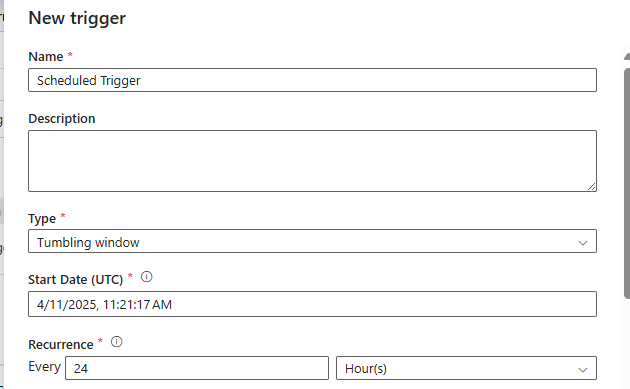 New trigger
Name *
Scheduled Trigger
Description
Type *
Tumbling window
Start Date (UTC) *
4/11/2025, 11:21:17 AM
Recurrence *
Every 24 Hour(s)